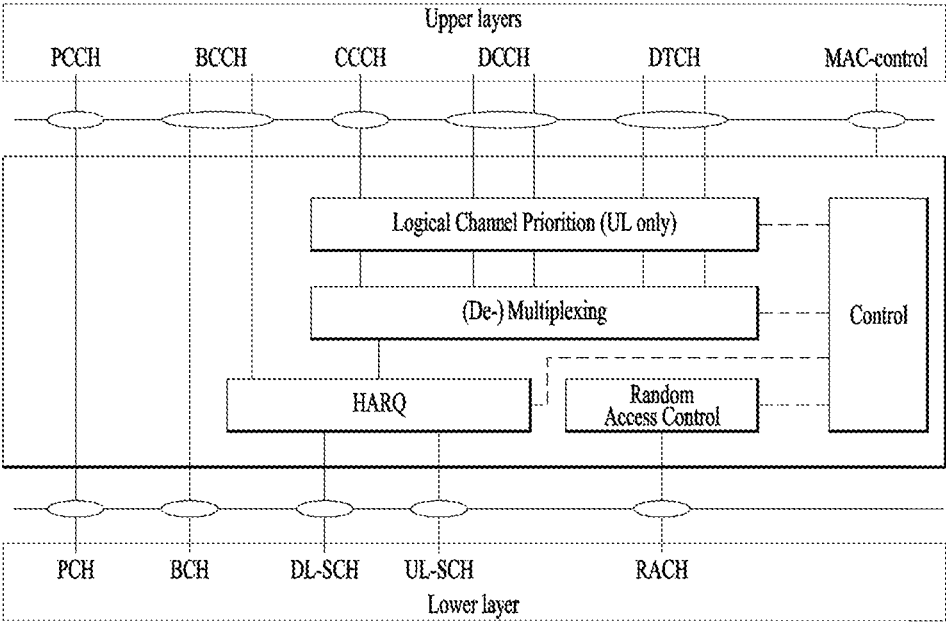 Upper layers
PCCH BCCH CCCH DCCH DTCH MAC-control
Logical Channel Priorition (UL only)
(De-) Multiplexing
Control
HARQ
Random
Access Control
PCH BCH DL-SCH UL-SCH RACH
Lower layer